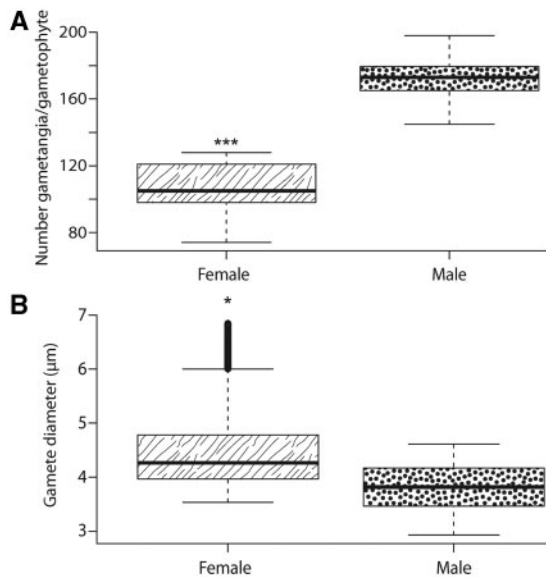 A
Number gametangia/gametophyte
200
160
120
80
***
Female
Male
B
Gamete diameter (µm)
7
6
5
4
3
*
Female
Male